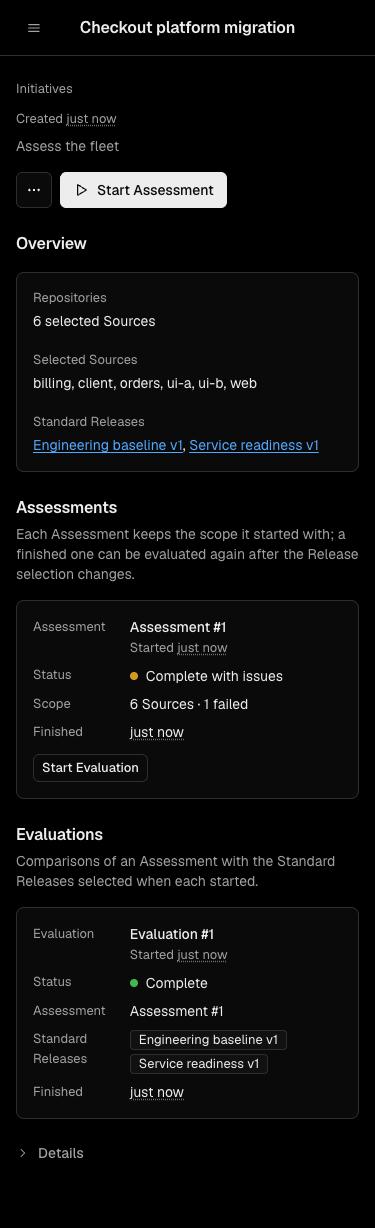 Checkout platform migration
Initiatives
Created just now
Assess the fleet
Start Assessment
Overview
Repositories
6 selected Sources
Selected Sources
billing, client, orders, ui-a, ui-b, web
Standard Releases
Engineering baseline v1, Service readiness v1
Assessments
Each Assessment keeps the scope it started with; a
finished one can be evaluated again after the Release
selection changes.
Assessment Assessment #1
Started just now
Status Complete with issues
Scope 6 Sources · 1 failed
Finished just now
Start Evaluation
Evaluations
Comparisons of an Assessment with the Standard
Releases selected when each started.
Evaluation Evaluation #1
Started just now
Status Complete
Assessment Assessment #1
Standard Engineering baseline v1
Releases Service readiness v1
Finished just now
Details